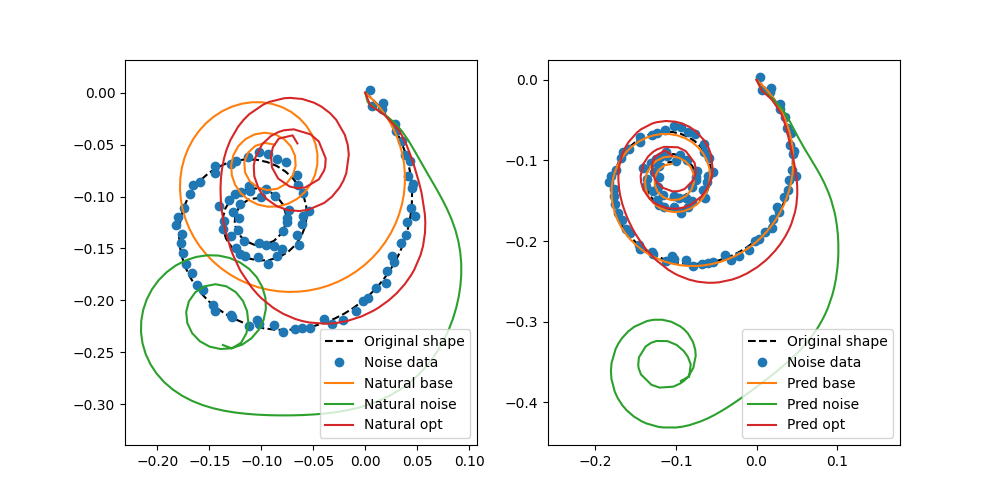 0.00
−0.05
−0.10
−0.15
−0.20
−0.25
−0.30
−0.20
−0.15
−0.10
−0.05
0.00
0.05
0.10
Original shape
Noise data
Natural base
Natural noise
Natural opt
0.0
−0.1
−0.2
−0.3
−0.4
−0.2
−0.1
0.0
0.1
Original shape
Noise data
Pred base
Pred noise
Pred opt